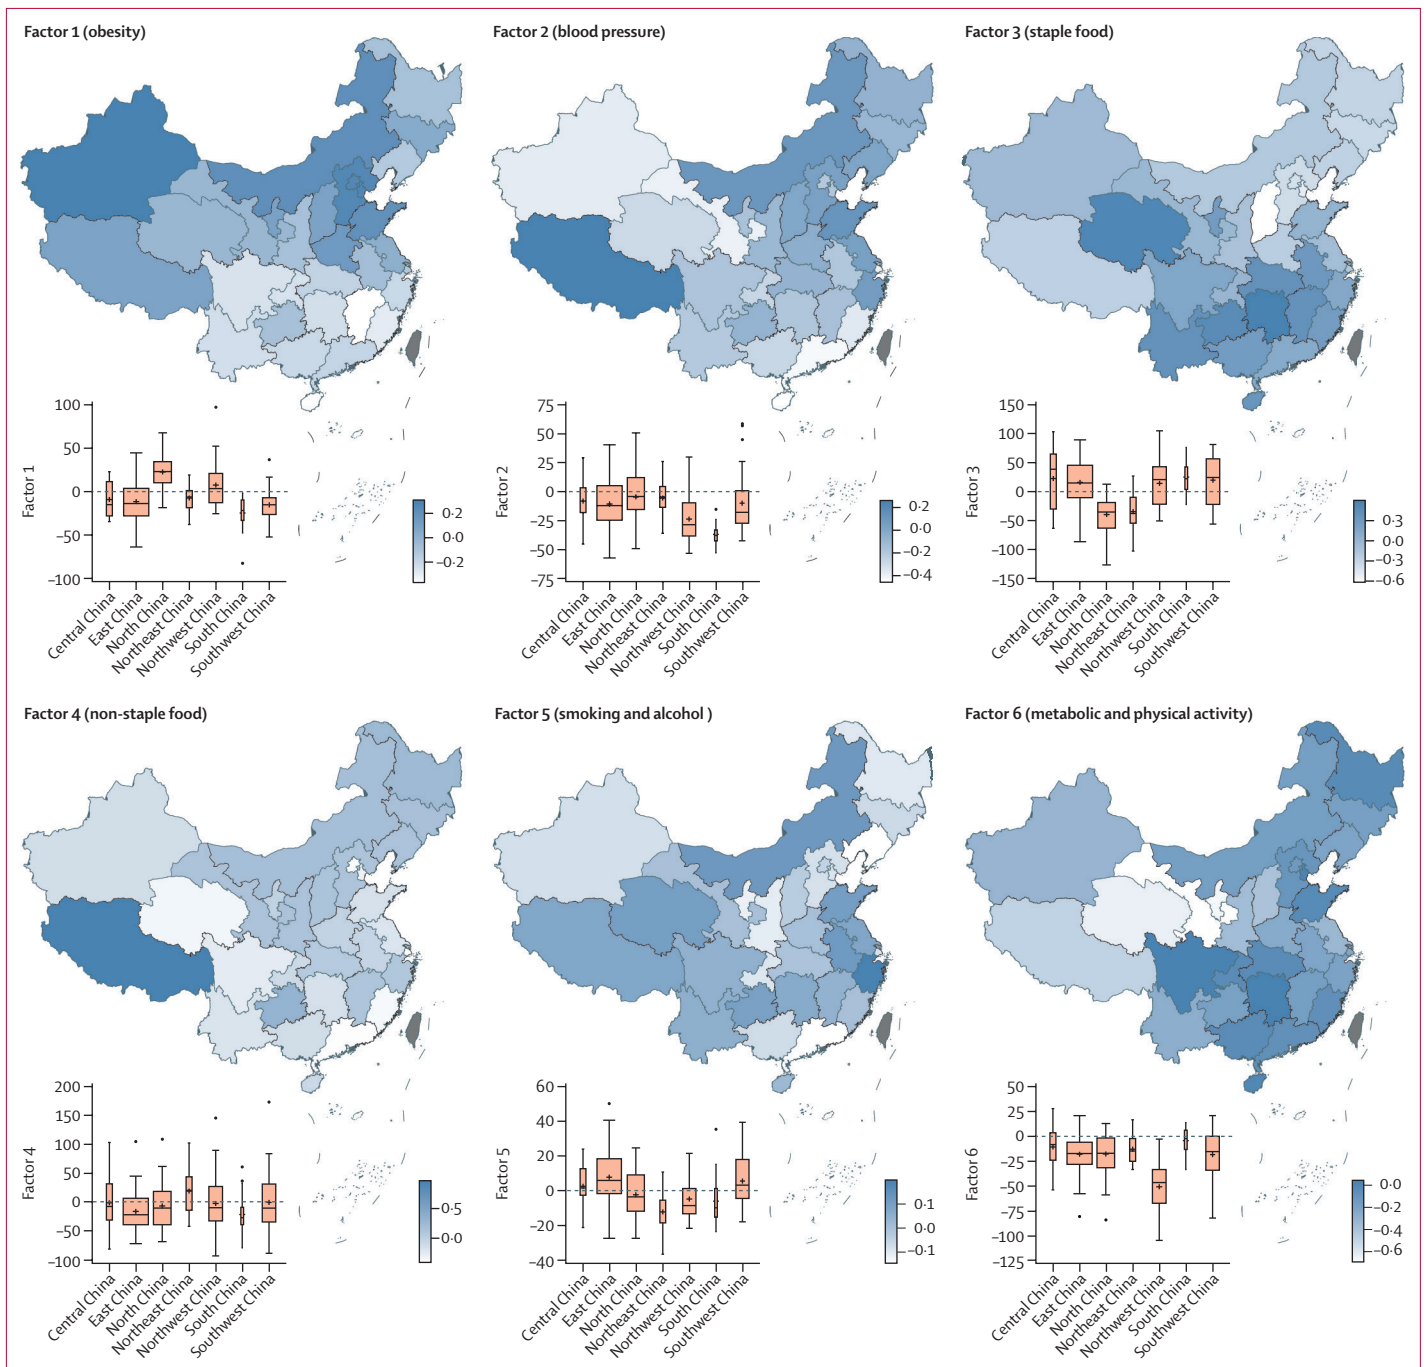 Factor 1 (obesity)
Factor 2 (blood pressure)
Factor 3 (staple food)
Factor 1
100
50
0
–50
–100
Central China
East China
North China
Northeast China
Northwest China
South China
Southwest China
0·2
0·0
–0·2
Factor 2
75
50
25
0
–25
–50
–75
Central China
East China
North China
Northeast China
Northwest China
South China
Southwest China
0·2
0·0
–0·2
–0·4
Factor 3
150
100
50
0
–50
–100
–150
Central China
East China
North China
Northeast China
Northwest China
South China
Southwest China
0·3
0·0
–0·3
–0·6
Factor 4 (non-staple food)
Factor 5 (smoking and alcohol )
Factor 6 (metabolic and physical activity)
Factor 4
200
150
100
50
0
–50
–100
Central China
East China
North China
Northeast China
Northwest China
South China
Southwest China
0·5
0·0
Factor 5
60
40
20
0
–20
–40
Central China
East China
North China
Northeast China
Northwest China
South China
Southwest China
0·1
0·0
–0·1
Factor 6
50
25
0
–25
–50
–75
–100
–125
Central China
East China
North China
Northeast China
Northwest China
South China
Southwest China
0·0
–0·2
–0·4
–0·6